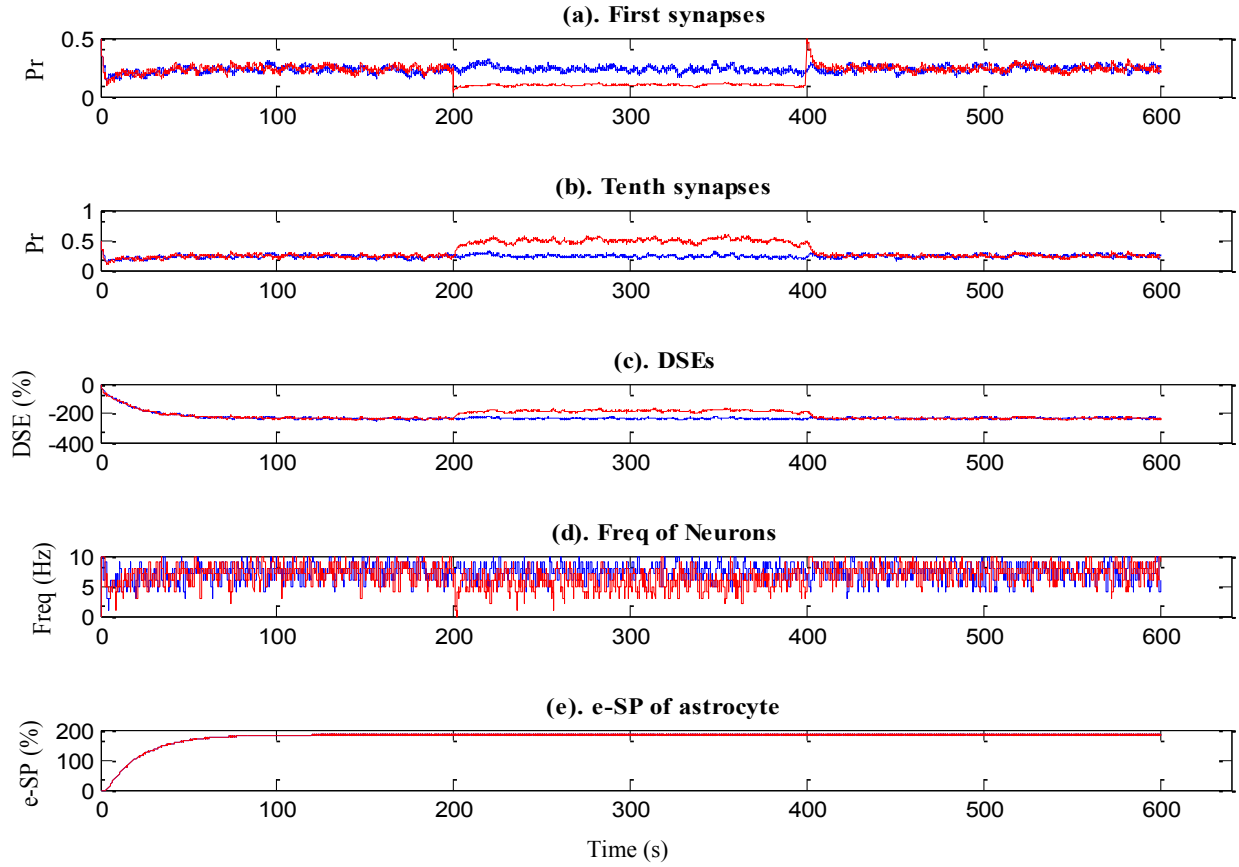 (a). First synapses
Pr
0.5
0
0 100 200 300 400 500 600
(b). Tenth synapses
Pr
1
0.5
0
0 100 200 300 400 500 600
(c). DSEs
DSE (%)
0
-200
-400
0 100 200 300 400 500 600
(d). Freq of Neurons
Freq (Hz)
10
5
0
0 100 200 300 400 500 600
(e). e-SP of astrocyte
e-SP (%)
200
100
0
0 100 200 300 400 500 600
Time (s)